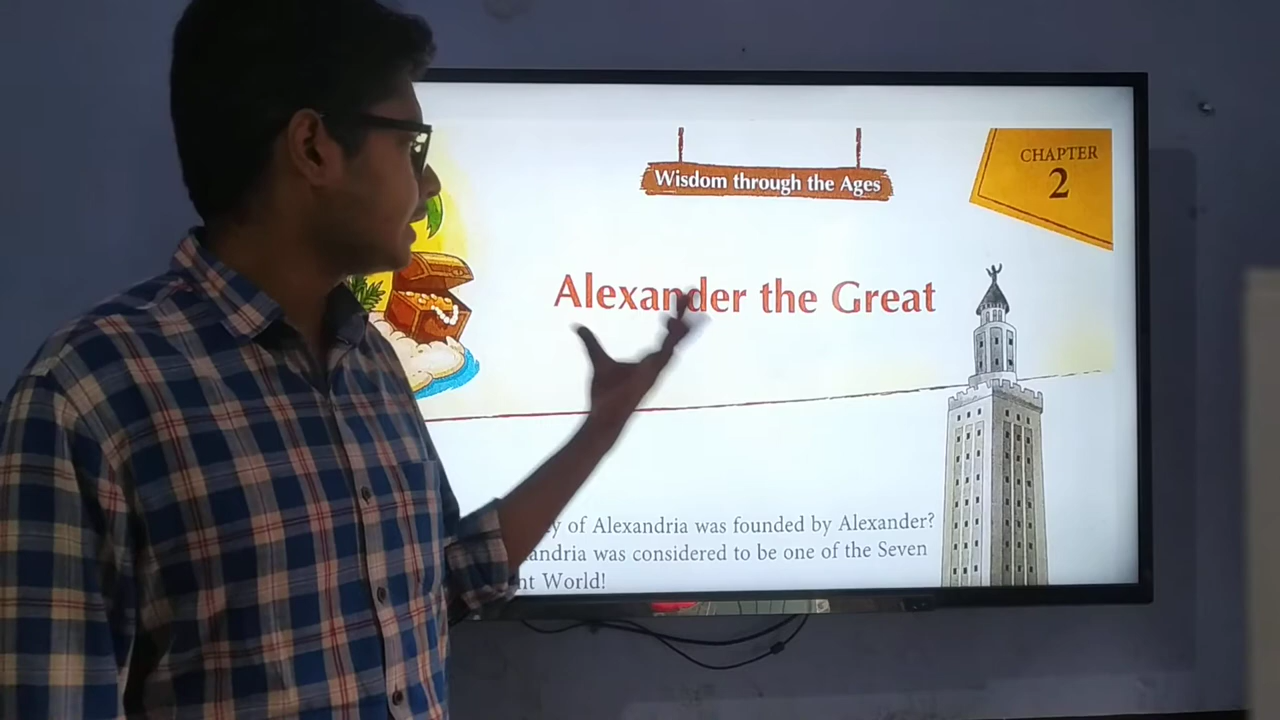 Wisdom through the Ages
CHAPTER
2
Alexander the Great
of Alexandria was founded by Alexander?
was considered to be one of the Seven
World!